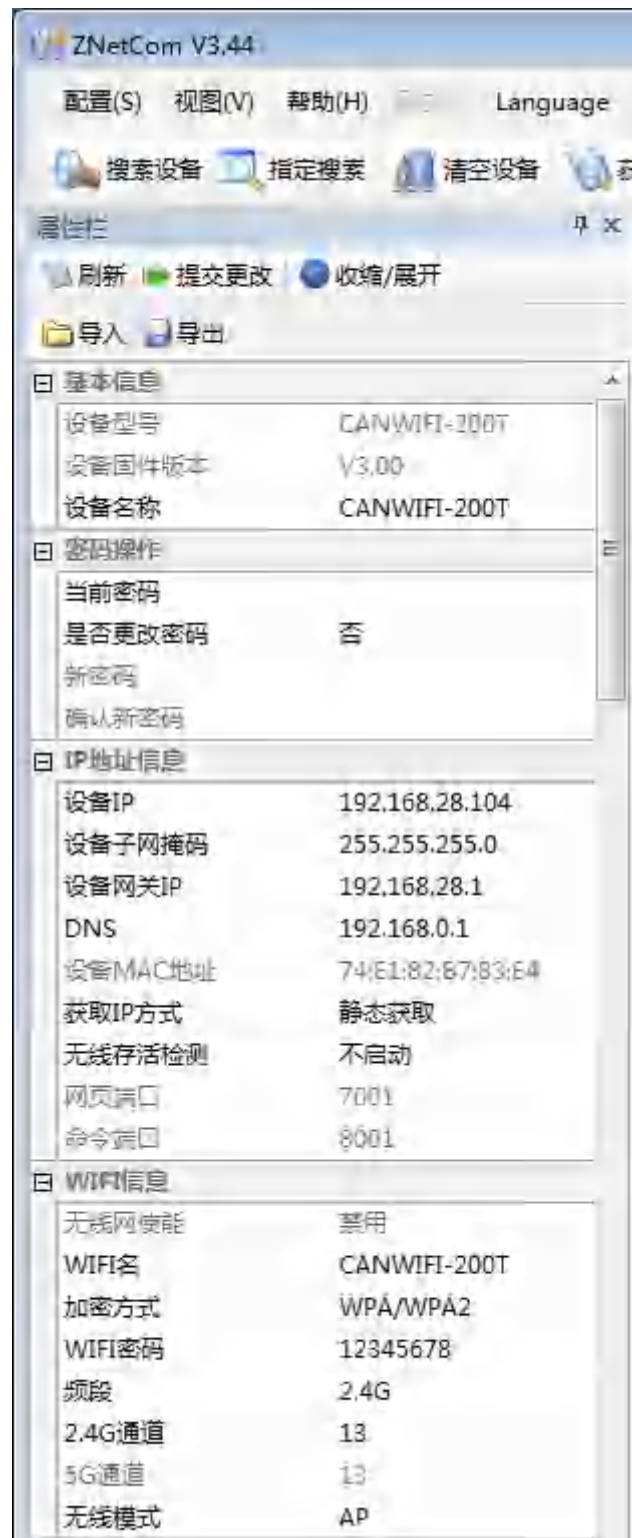 ZNetCom V3.44
配置(S) 视图(V) 帮助(H) Language
搜索设备 指定搜索 清空设备
属性栏
刷新 提交更改 收缩/展开
导入 导出
基本信息
设备型号 CANWIFI-200T
设备固件版本 V3.00
设备名称 CANWIFI-200T
密码操作
当前密码
是否更改密码 否
新密码
确认新密码
IP地址信息
设备IP 192.168.28.104
设备子网掩码 255.255.255.0
设备网关IP 192.168.28.1
DNS 192.168.0.1
设备MAC地址 74:E1:82:B7:83:E4
获取IP方式 静态获取
无线存活检测 不启动
网页端口 7001
命令端口 8001
WIFI信息
无线网使能 禁用
WIFI名 CANWIFI-200T
加密方式 WPA/WPA2
WIFI密码 12345678
频段 2.4G
2.4G通道 13
5G通道 13
无线模式 AP